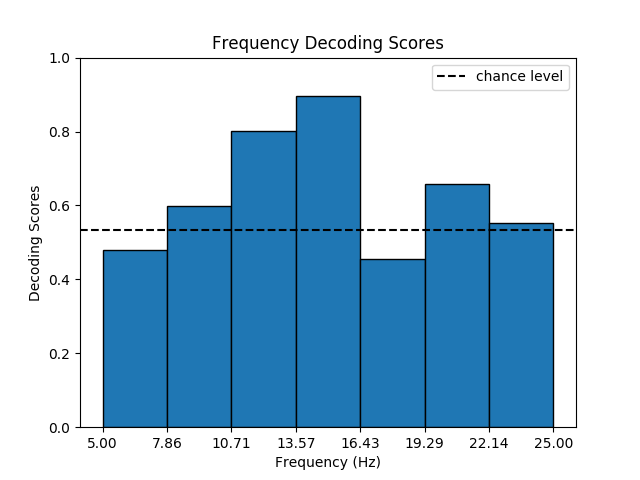 Frequency Decoding Scores
chance level
1.0
0.8
0.6
0.4
0.2
0.0
Decoding Scores
5.00 7.86 10.71 13.57 16.43 19.29 22.14 25.00
Frequency (Hz)